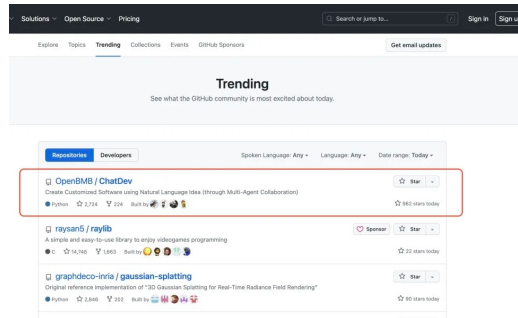 Solutions Open Source Pricing
Search or jump to... / Sign in Sign u
Explore Topics Trending Collections Events GitHub Sponsors Get email updates
Trending
See what the GitHub community is most excited about today.
Repositories Developers Spoken Language: Any Language: Any Date range: Today
OpenBMB / ChatDev Star
Create Customized Software using Natural Language Idea (through Multi-Agent Collaboration)
Python 2,734 324 Built by 862 stars today
raysan5 / raylib Sponsor Star
A simple and easy-to-use library to enjoy videogames programming
C 14,746 1,663 Built by 22 stars today
graphdeco-inria / gaussian-splatting Star
Original reference implementation of "3D Gaussian Splatting for Real-Time Radiance Field Rendering"
Python 2,846 202 Built by stars today